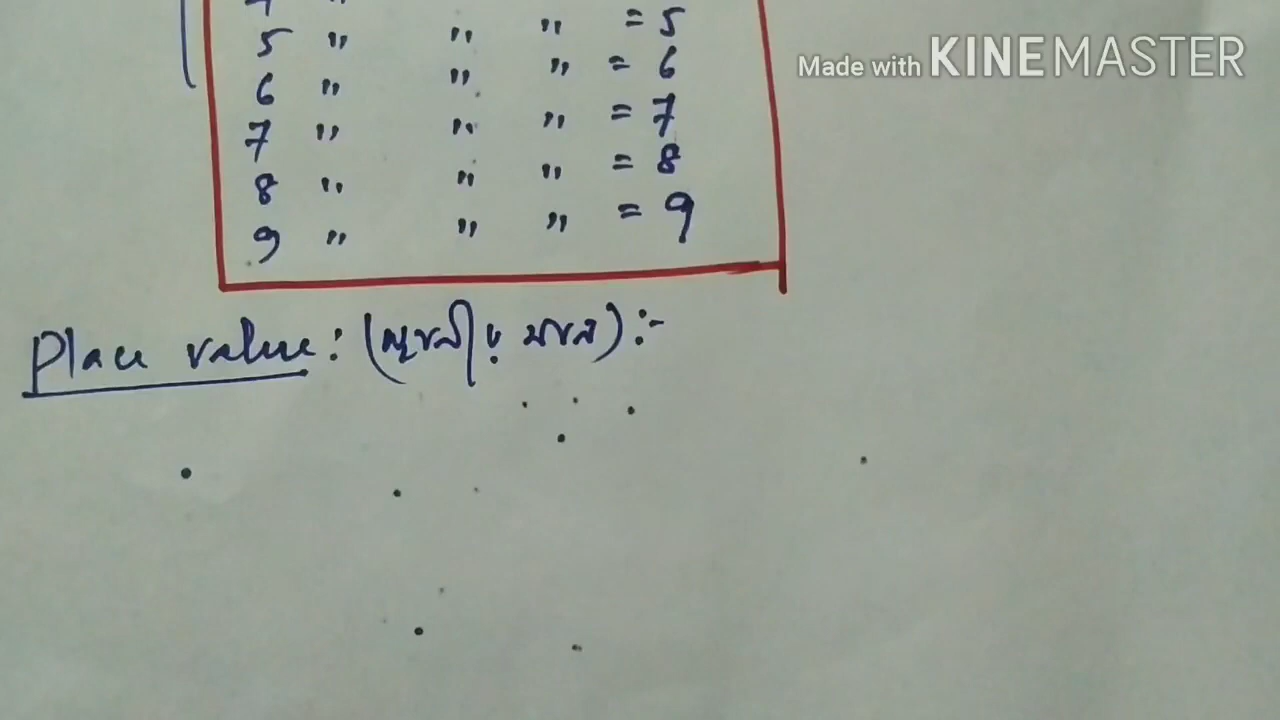 " = 5
5 " " " = 6
6 " " " = 7
7 " " " = 8
8 " " " = 9
9 "
Made with KINEMASTER
Place value: ( ) :-